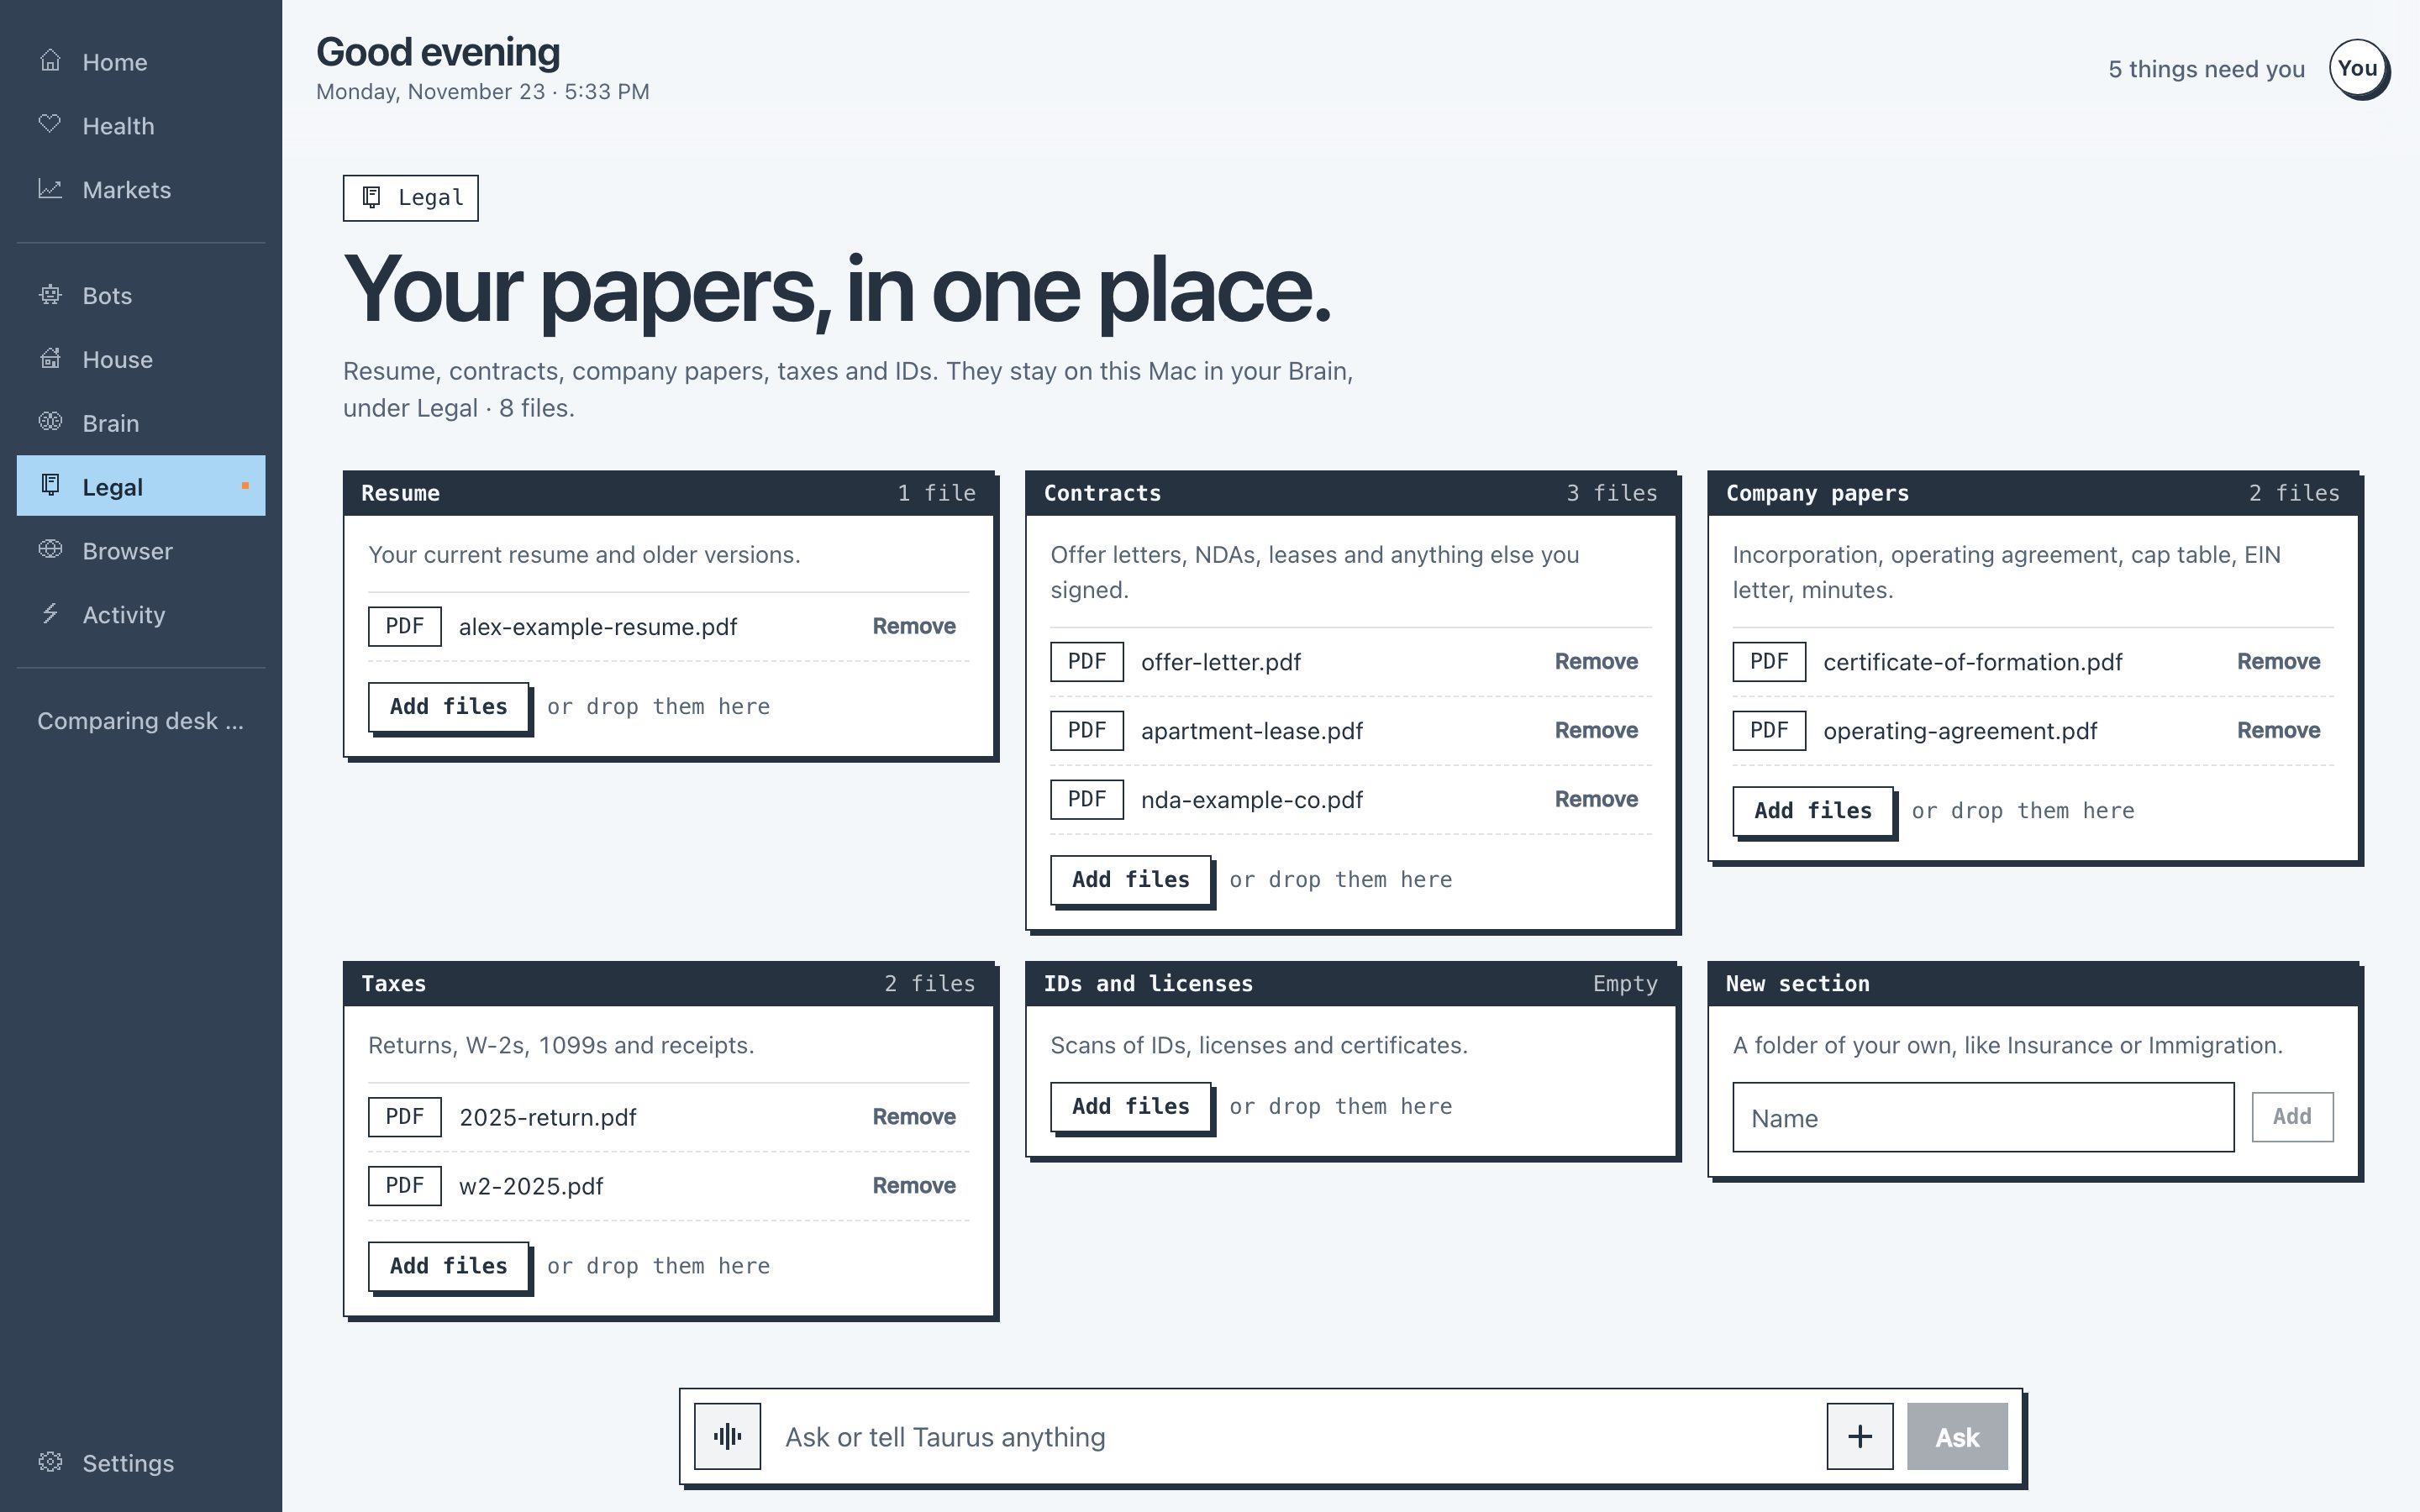 Home
Health
Markets
Bots
House
Brain
Legal
Browser
Activity
Comparing desk ...
Settings
Good evening
Monday, November 23 · 5:33 PM
5 things need you
You
Legal
Your papers, in one place.
Resume, contracts, company papers, taxes and IDs. They stay on this Mac in your Brain,
under Legal · 8 files.
Resume 1 file
Your current resume and older versions.
PDF alex-example-resume.pdf Remove
Add files or drop them here
Contracts 3 files
Offer letters, NDAs, leases and anything else you
signed.
PDF offer-letter.pdf Remove
PDF apartment-lease.pdf Remove
PDF nda-example-co.pdf Remove
Add files or drop them here
Company papers 2 files
Incorporation, operating agreement, cap table, EIN
letter, minutes.
PDF certificate-of-formation.pdf Remove
PDF operating-agreement.pdf Remove
Add files or drop them here
Taxes 2 files
Returns, W-2s, 1099s and receipts.
PDF 2025-return.pdf Remove
PDF w2-2025.pdf Remove
Add files or drop them here
IDs and licenses Empty
Scans of IDs, licenses and certificates.
Add files or drop them here
New section
A folder of your own, like Insurance or Immigration.
Name Add
Ask or tell Taurus anything + Ask